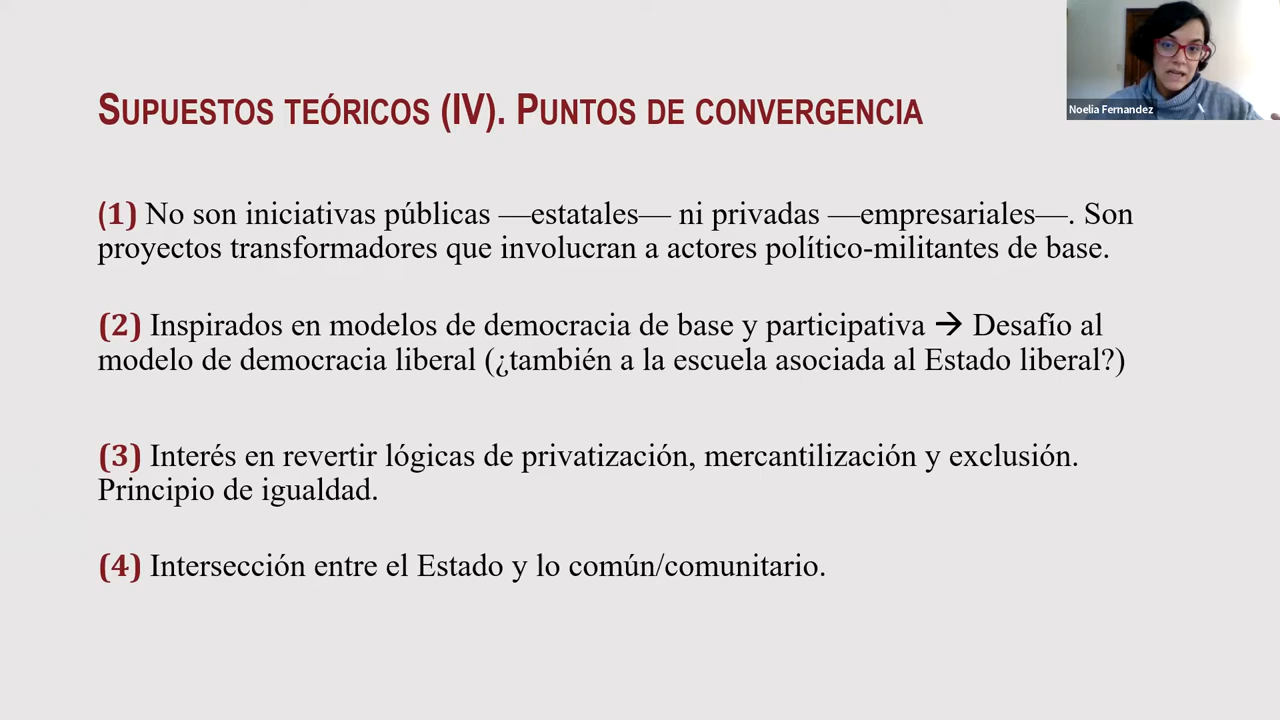 SUPUESTOS TEÓRICOS (IV). PUNTOS DE CONVERGENCIA
Noelia Fernandez
(1) No son iniciativas públicas —estatales— ni privadas —empresariales—. Son
proyectos transformadores que involucran a actores político-militantes de base.
(2) Inspirados en modelos de democracia de base y participativa → Desafío al
modelo de democracia liberal (¿también a la escuela asociada al Estado liberal?)
(3) Interés en revertir lógicas de privatización, mercantilización y exclusión.
Principio de igualdad.
(4) Intersección entre el Estado y lo común/comunitario.